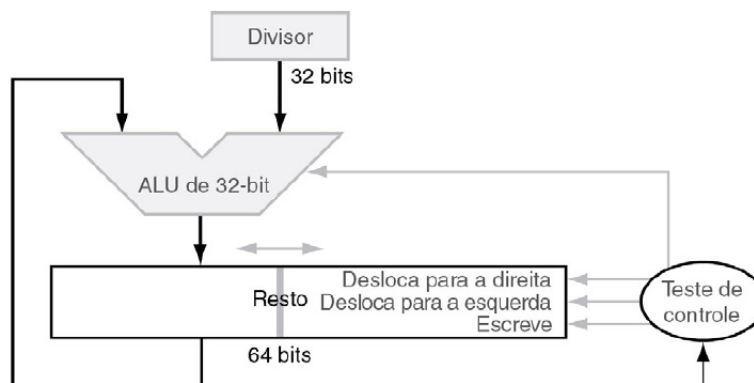 Divisor
32 bits
ALU de 32-bit
Resto
Desloca para a direita
Desloca para a esquerda
Escreve
64 bits
Teste de
controle